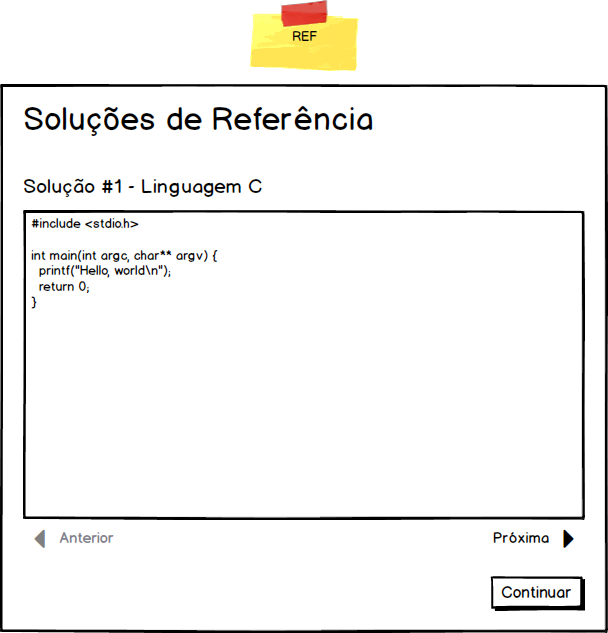 REF
Soluções de Referência
Solução #1 - Linguagem C
#include <stdio.h>
int main(int argc, char** argv) {
printf("Hello, world\n");
return 0;
}
Anterior
Próxima
Continuar